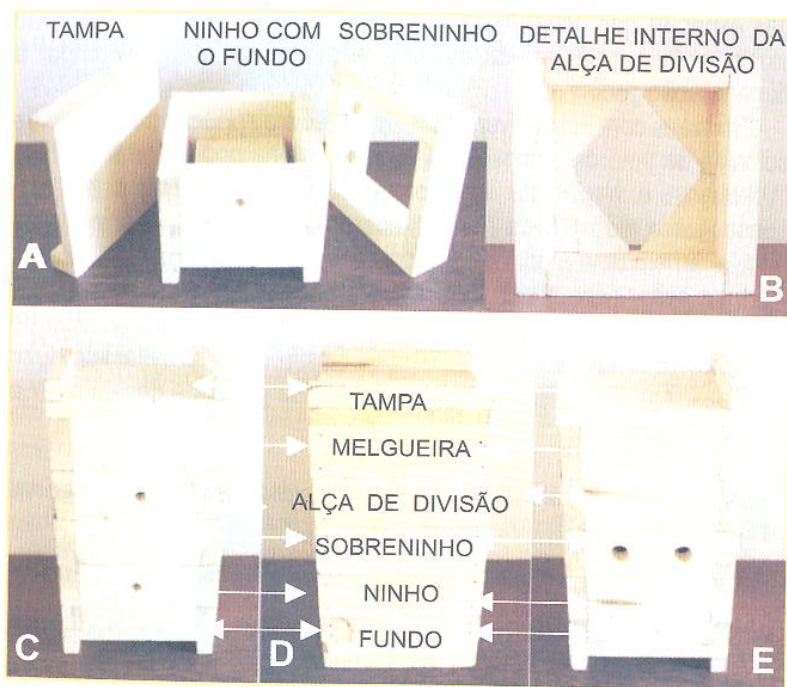 TAMPA
NINHO COM
O FUNDO
SOBRENINHO
DETALHE INTERNO DA
ALÇA DE DIVISÃO
A
B
TAMPA
MELGUEIRA
ALÇA DE DIVISÃO
SOBRENINHO
NINHO
FUNDO
C
D
E